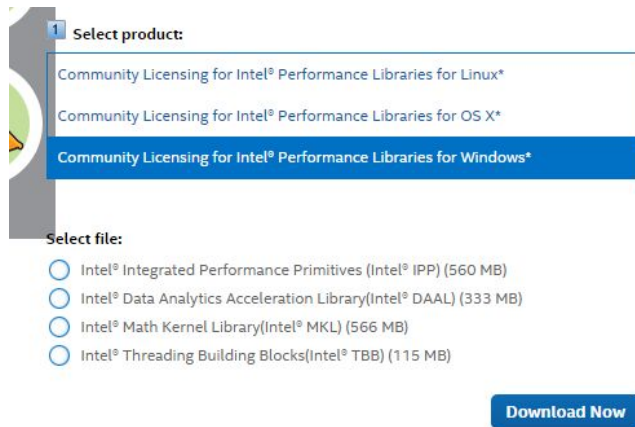 1 Select product:
Community Licensing for Intel® Performance Libraries for Linux*
Community Licensing for Intel® Performance Libraries for OS X*
Community Licensing for Intel® Performance Libraries for Windows*
Select file:
Intel® Integrated Performance Primitives (Intel® IPP) (560 MB)
Intel® Data Analytics Acceleration Library(Intel® DAAL) (333 MB)
Intel® Math Kernel Library(Intel® MKL) (566 MB)
Intel® Threading Building Blocks(Intel® TBB) (115 MB)
Download Now